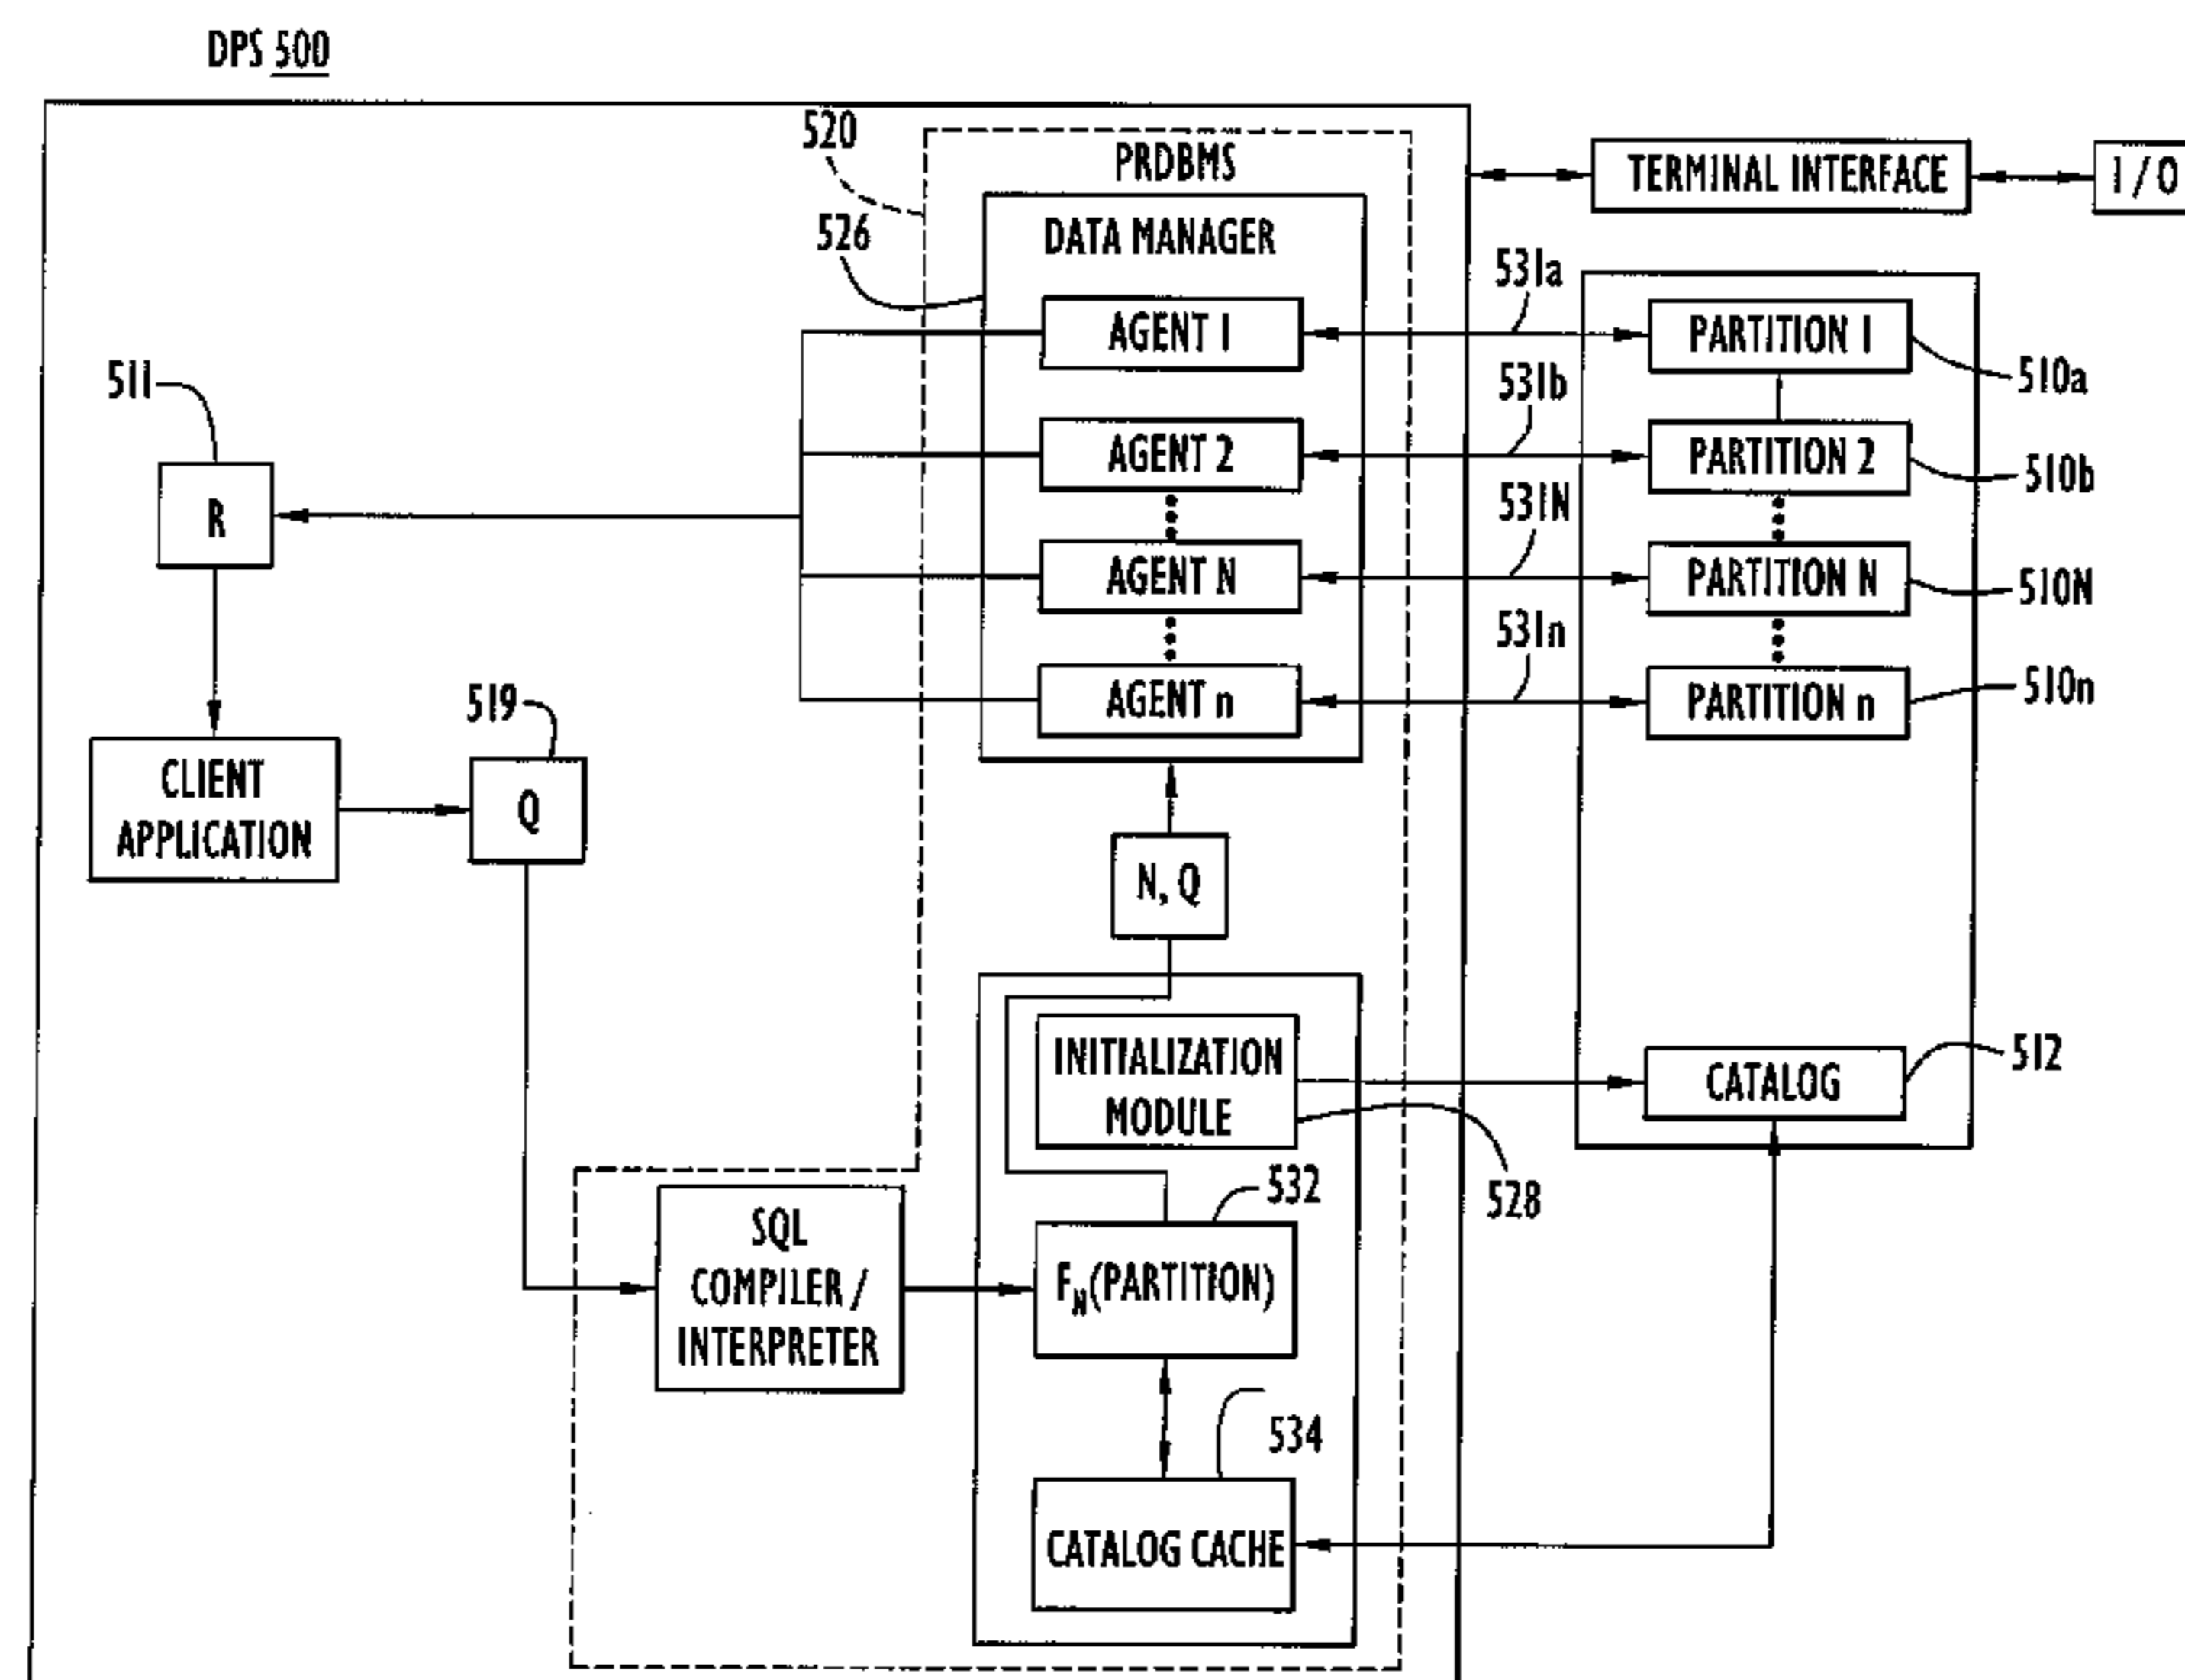 DPS 500
520
PRDBMS
TERMINAL INTERFACE
I/O
526
DATA MANAGER
531a
AGENT 1
PARTITION 1
511
531b
510a
AGENT 2
PARTITION 2
510b
R
531N
AGENT N
PARTITION N
510N
531n
519
AGENT n
PARTITION n
510n
CLIENT
APPLICATION
Q
N, Q
INITIALIZATION
MODULE
CATALOG
512
528
532
SQL
COMPILER /
INTERPRETER
FN(PARTITION)
534
CATALOG CACHE